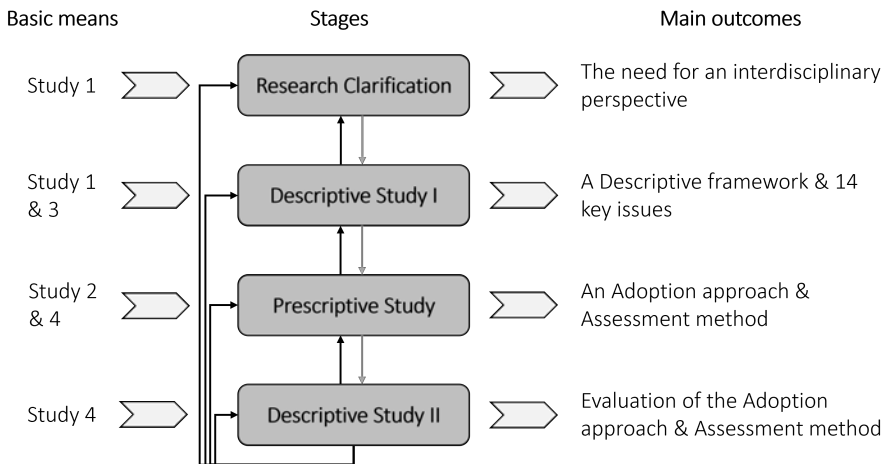 Basic means Stages Main outcomes
Study 1 Research Clarification The need for an interdisciplinary
perspective
Study 1
& 3
Descriptive Study I
A Descriptive framework & 14
key issues
Study 2
& 4
Prescriptive Study
An Adoption approach &
Assessment method
Study 4
Descriptive Study II
Evaluation of the Adoption
approach & Assessment method